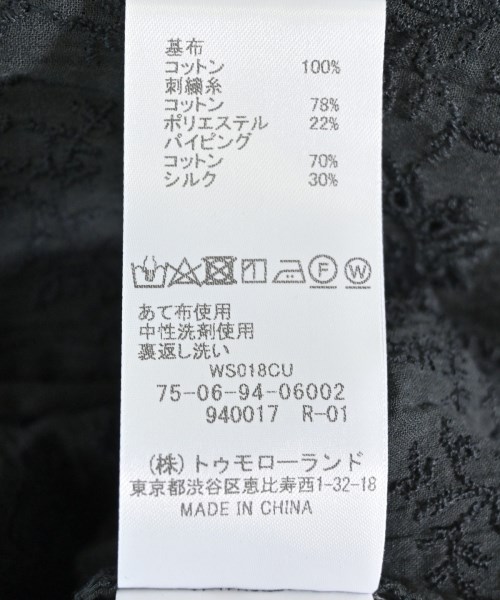 基布
コットン 100%
刺繍糸
コットン 78%
ポリエステル 22%
パイピング
コットン 70%
シルク 30%
F W
あて布使用
中性洗剤使用
裏返し洗い
WS018CU
75-06-94-06002
940017 R-01
(株)トゥモローランド
東京都渋谷区恵比寿西1-32-18
MADE IN CHINA